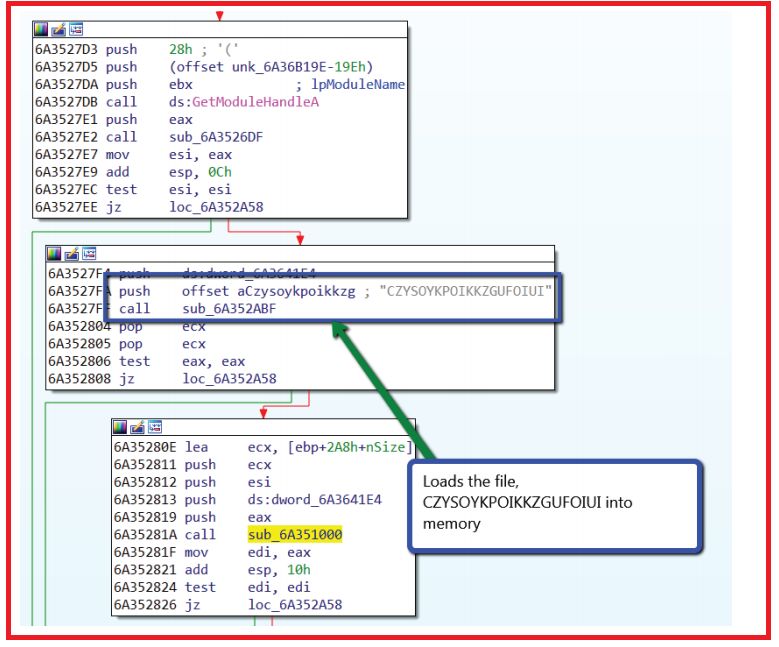 6A3527D3 push 28h ; '('
6A3527D5 push (offset unk_6A36B19E-19Eh)
6A3527DA push ebx ; lpModuleName
6A3527DB call ds:GetModuleHandleA
6A3527E1 push eax
6A3527E2 call sub_6A3526DF
6A3527E7 mov esi, eax
6A3527E9 add esp, 0Ch
6A3527EC test esi, esi
6A3527EE jz loc_6A352A58
6A3527F4 push ds:dword_6A3641E4
6A3527FA push offset aCzysoykpoikkzg ; "CZYSOYKPOIKKZGUFOIUI"
6A3527FF call sub_6A352ABF
6A352804 pop ecx
6A352805 pop ecx
6A352806 test eax, eax
6A352808 jz loc_6A352A58
6A35280E lea ecx, [ebp+2A8h+nSize]
6A352811 push ecx
6A352812 push esi
6A352813 push ds:dword_6A3641E4
6A352819 push eax
6A35281A call sub_6A351000
6A35281F mov edi, eax
6A352821 add esp, 10h
6A352824 test edi, edi
6A352826 jz loc_6A352A58
Loads the file,
CZYSOYKPOIKKZGUFOIUI into
memory